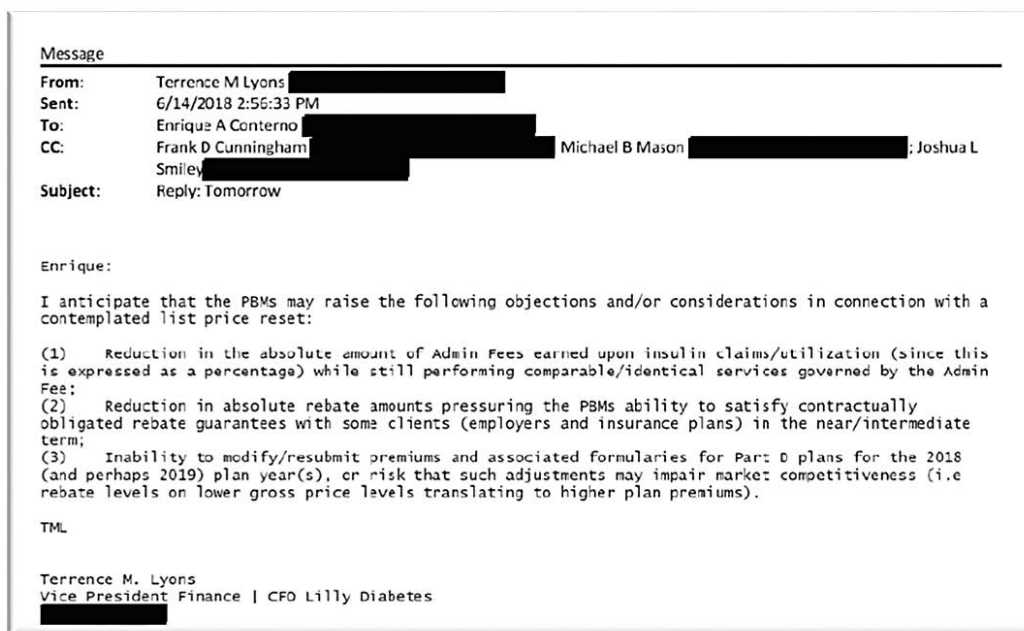 Message
From: Terrence M Lyons
Sent: 6/14/2018 2:56:33 PM
To: Enrique A Conterno
CC: Frank D Cunningham Michael B Mason ; Joshua L
Smiley
Subject: Reply: Tomorrow
Enrique:
I anticipate that the PBMs may raise the following objections and/or considerations in connection with a
contemplated list price reset:
(1) Reduction in the absolute amount of Admin Fees earned upon insulin claims/utilization (since this
is expressed as a percentage) while still performing comparable/identical services governed by the Admin
Fee;
(2) Reduction in absolute rebate amounts pressuring the PBMs ability to satisfy contractually
obligated rebate guarantees with some clients (employers and insurance plans) in the near/intermediate
term;
(3) Inability to modify/resubmit premiums and associated formularies for Part D plans for the 2018
(and perhaps 2019) plan year(s), or risk that such adjustments may impair market competitiveness (i.e
rebate levels on lower gross price levels translating to higher plan premiums).
TML
Terrence M. Lyons
Vice President Finance | CFO Lilly Diabetes